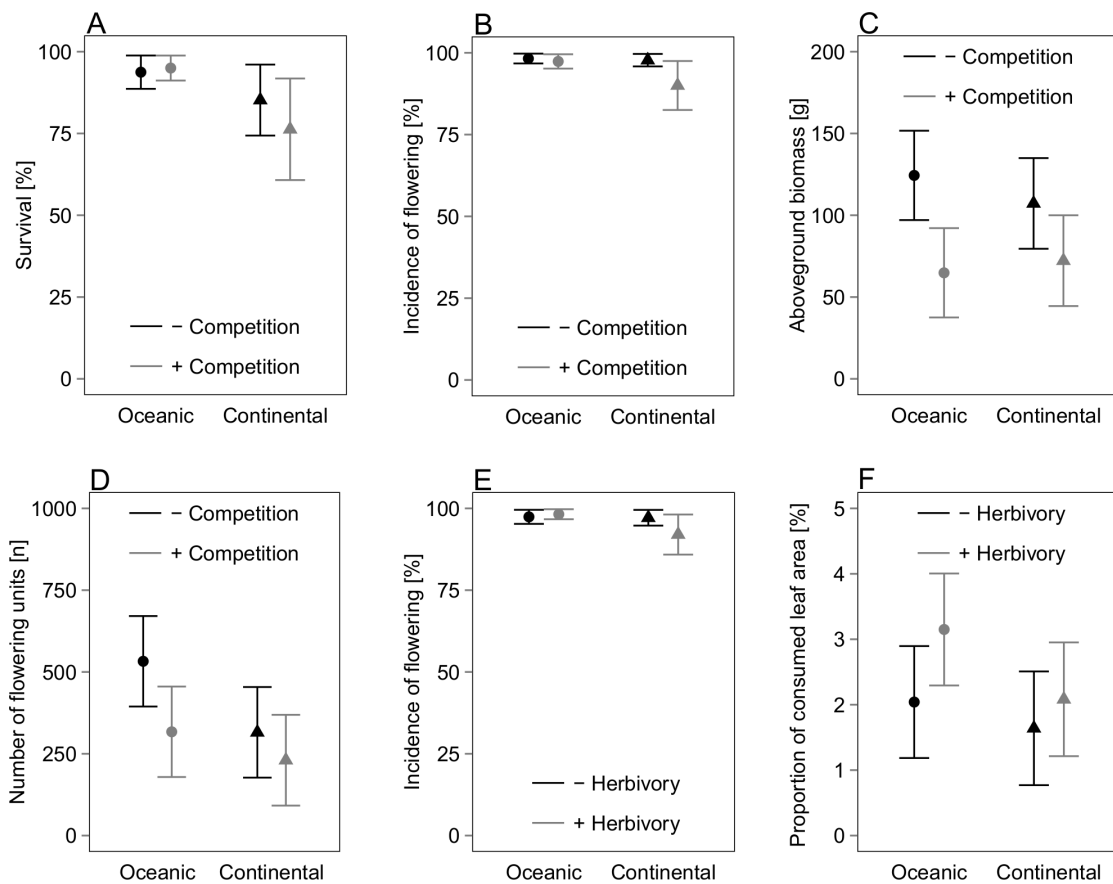 A
Survival [%]
100
75
50
25
0
− Competition
+ Competition
Oceanic Continental
B
Incidence of flowering [%]
100
75
50
25
0
− Competition
+ Competition
Oceanic Continental
C
Aboveground biomass [g]
200
150
100
50
0
− Competition
+ Competition
Oceanic Continental
D
Number of flowering units [n]
1000
750
500
250
0
− Competition
+ Competition
Oceanic Continental
E
Incidence of flowering [%]
100
75
50
25
0
− Herbivory
+ Herbivory
Oceanic Continental
F
Proportion of consumed leaf area [%]
5
4
3
2
1
0
− Herbivory
+ Herbivory
Oceanic Continental